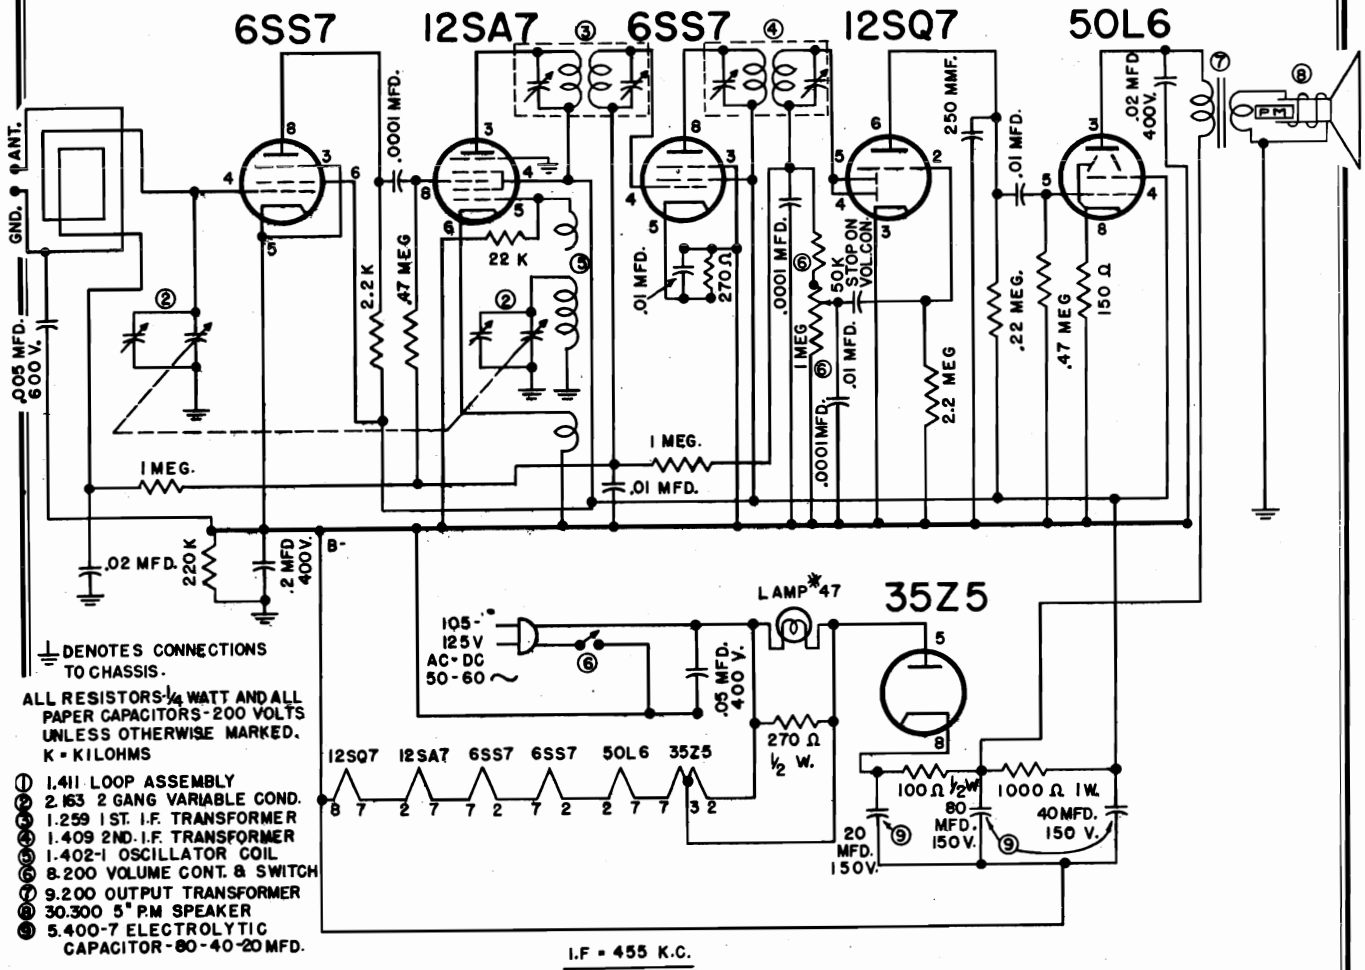 6SS7 12SA7 6SS7 12SQ7 50L6
③ ④ ⑦ ⑧
ANT.
GND.
8 3 6 4 5
.0001 MFD.
3 4 8 5 6
22 K
2.2 K
.47 MEG
⑤
②
②
8 3 4 5
.01 MFD.
270 Ω
.0001 MFD.
⑥
50K
STOP ON
VOL.CON.
1 MEG
⑥
.01 MFD.
.0001 MFD.
6 2 5 4 3
250 MMF.
2.2 MEG
.22 MEG.
.01 MFD.
.47 MEG
3 5 4 8
150 Ω
.02 MFD
400V.
PM
.005 MFD.
600 V.
1 MEG.
1 MEG.
.01 MFD.
.02 MFD.
220K
.2 MFD
400V.
B-
LAMP #47
35Z5
105-
125V
AC-DC
50-60 ~
⑥
.05 MFD.
400 V.
270 Ω
1/2 W.
5
8
12SQ7 12SA7 6SS7 6SS7 50L6 35Z5
8 7 2 7 7 2 2 7 2 7 7 3 2
100Ω 1/2W
1000 Ω 1W.
20
MFD.
150V.
⑨
80
MFD.
150V.
⑨
40MFD.
150 V.
DENOTES CONNECTIONS
TO CHASSIS.
ALL RESISTORS-1/4 WATT AND ALL
PAPER CAPACITORS-200 VOLTS
UNLESS OTHERWISE MARKED.
K = KILOHMS
① 1.411 LOOP ASSEMBLY
② 2.163 2 GANG VARIABLE COND.
③ 1.259 1ST. I.F. TRANSFORMER
④ 1.409 2ND. I.F. TRANSFORMER
⑤ 1.402-1 OSCILLATOR COIL
⑥ 8.200 VOLUME CONT. & SWITCH
⑦ 9.200 OUTPUT TRANSFORMER
⑧ 30.300 5" P.M SPEAKER
⑨ 5.400-7 ELECTROLYTIC
CAPACITOR-80-40-20MFD.
I.F = 455 K.C.